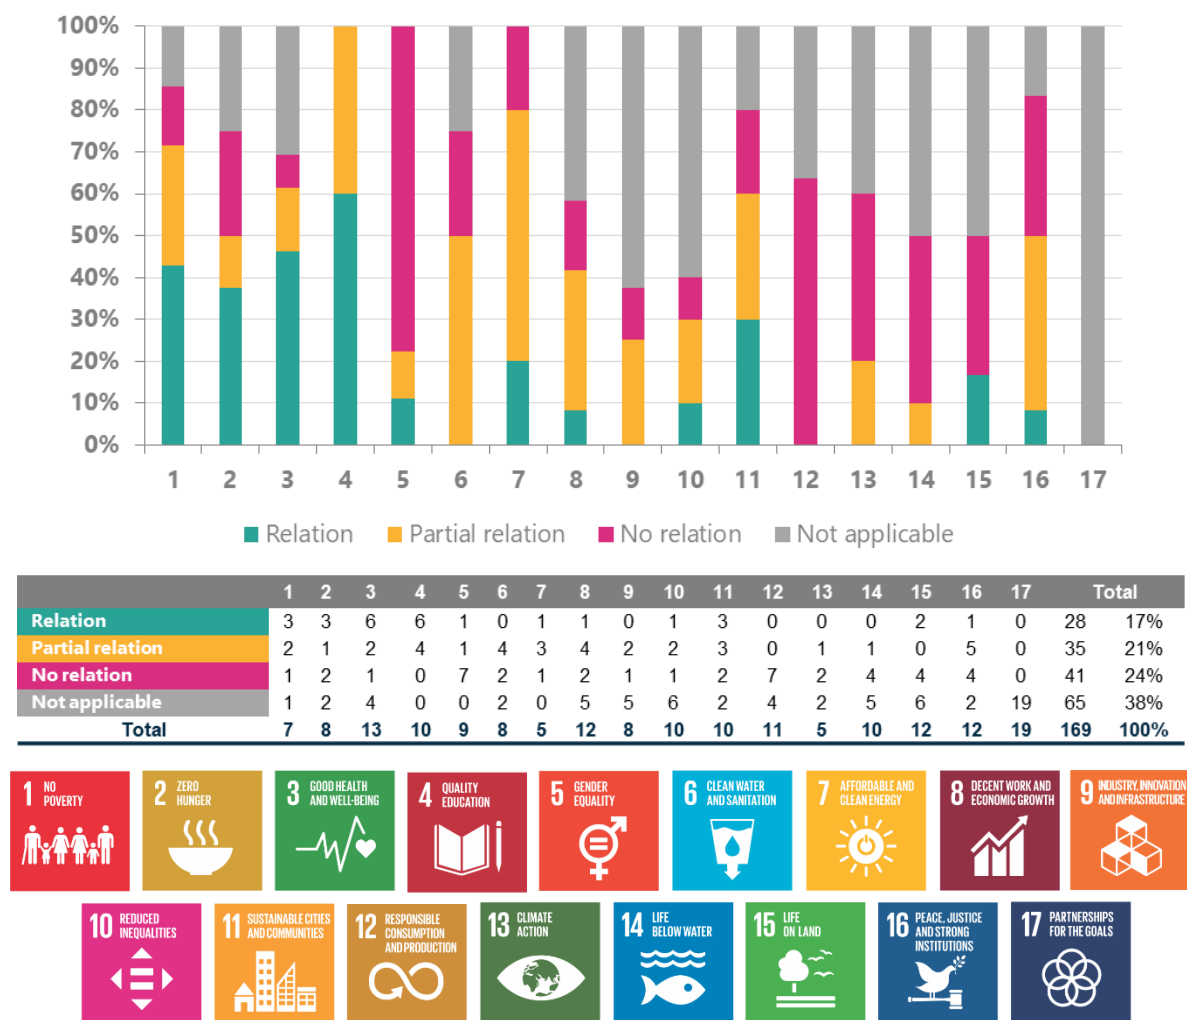 100%
90%
80%
70%
60%
50%
40%
30%
20%
10%
0%
1 2 3 4 5 6 7 8 9 10 11 12 13 14 15 16 17
Relation Partial relation No relation Not applicable
1 2 3 4 5 6 7 8 9 10 11 12 13 14 15 16 17 Total
Relation 3 3 6 6 1 0 1 1 0 1 3 0 0 0 2 1 0 28 17%
Partial relation 2 1 2 4 1 4 3 4 2 2 3 0 1 1 0 5 0 35 21%
No relation 1 2 1 0 7 2 1 2 1 1 2 7 2 4 4 4 0 41 24%
Not applicable 1 2 4 0 0 2 0 5 5 6 2 4 2 5 6 2 19 65 38%
Total 7 8 13 10 9 8 5 12 8 10 10 11 5 10 12 12 19 169 100%
1 NO
POVERTY
2 ZERO
HUNGER
3 GOOD HEALTH
AND WELL-BEING
4 QUALITY
EDUCATION
5 GENDER
EQUALITY
6 CLEAN WATER
AND SANITATION
7 AFFORDABLE AND
CLEAN ENERGY
8 DECENT WORK AND
ECONOMIC GROWTH
9 INDUSTRY, INNOVATION
AND INFRASTRUCTURE
10 REDUCED
INEQUALITIES
11 SUSTAINABLE CITIES
AND COMMUNITIES
12 RESPONSIBLE
CONSUMPTION
AND PRODUCTION
13 CLIMATE
ACTION
14 LIFE
BELOW WATER
15 LIFE
ON LAND
16 PEACE, JUSTICE
AND STRONG
INSTITUTIONS
17 PARTNERSHIPS
FOR THE GOALS